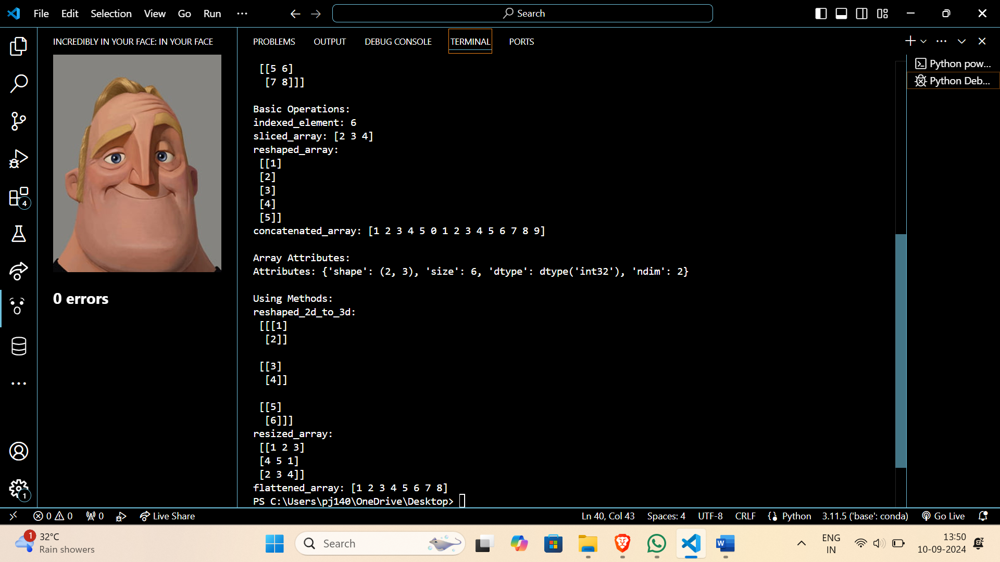 File Edit Selection View Go Run ···
Search
INCREDIBLY IN YOUR FACE: IN YOUR FACE
PROBLEMS OUTPUT DEBUG CONSOLE TERMINAL PORTS
Python pow...
Python Deb...
4
0 errors
1
[[5 6]
[7 8]]]
Basic Operations:
indexed_element: 6
sliced_array: [2 3 4]
reshaped_array:
[[1]
[2]
[3]
[4]
[5]]
concatenated_array: [1 2 3 4 5 0 1 2 3 4 5 6 7 8 9]
Array Attributes:
Attributes: {'shape': (2, 3), 'size': 6, 'dtype': dtype('int32'), 'ndim': 2}
Using Methods:
reshaped_2d_to_3d:
[[[1]
[2]]
[[3]
[4]]
[[5]
[6]]]
resized_array:
[[1 2 3]
[4 5 1]
[2 3 4]]
flattened_array: [1 2 3 4 5 6 7 8]
PS C:\Users\pj140\OneDrive\Desktop>
0 0 0 Live Share Ln 40, Col 43 Spaces: 4 UTF-8 CRLF Python 3.11.5 ('base': conda) Go Live
1 32°C
Rain showers
Search
W
ENG
IN
13:50
10-09-2024